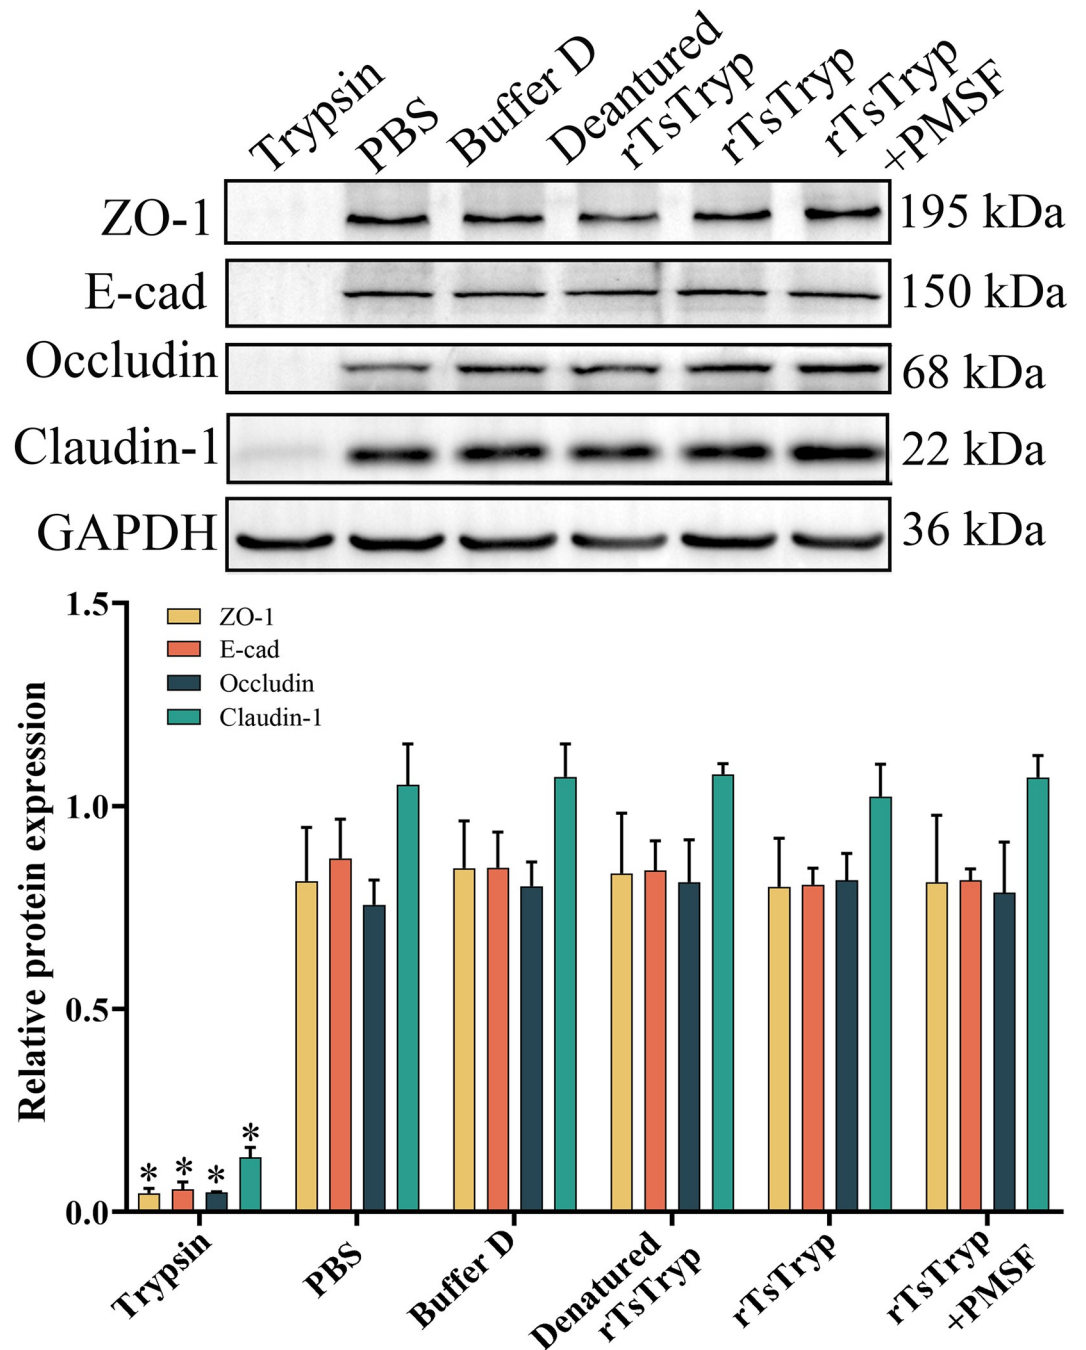 Trypsin
PBS
Buffer D
Deantured
rTsTryp
rTsTryp
rTsTryp
+PMSF
ZO-1
195 kDa
E-cad
150 kDa
Occludin
68 kDa
Claudin-1
22 kDa
GAPDH
36 kDa
1.5
ZO-1
E-cad
Occludin
Claudin-1
Relative protein expression
1.0
0.5
* * * *
0.0
Trypsin
PBS
Buffer D
Denatured
rTsTryp
rTsTryp
rTsTryp
+PMSF